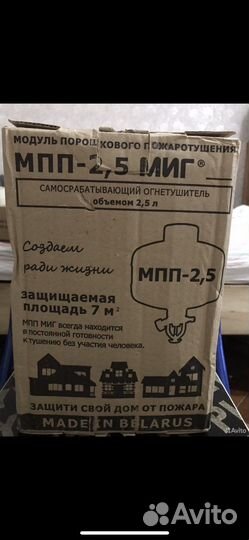 МОДУЛЬ ПОРОШКОВОГО ПОЖАРОТУШЕНИЯ
МПП-2,5 МИГ®
САМОСРАБАТЫВАЮЩИЙ ОГНЕТУШИТЕЛЬ
объемом 2,5 л
Создаем
ради жизни
МПП-2,5
защищаемая
площадь 7 м²
МПП МИГ всегда находится
в постоянной готовности
к тушению без участия человека.
ЗАЩИТИ СВОЙ ДОМ ОТ ПОЖАРА
MADE IN BELARUS
Avito
Avito